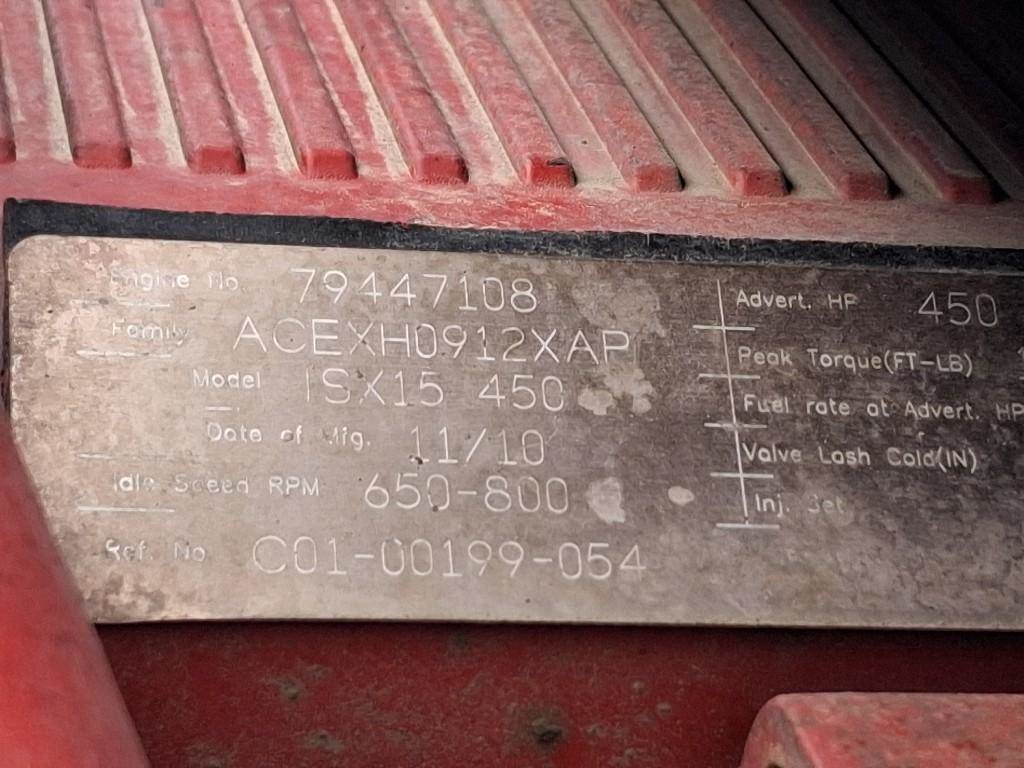 Engine No. 79447108
Family ACEXH0912XAP
Model ISX15 450
Date of Mfg. 11/10
Idle Speed RPM 650-800
Ref. No. C01-00199-054
Advert. HP 450
Peak Torque(FT-LB)
Fuel rate at Advert. HP
Valve Lash Cold(IN)
Inj. Set